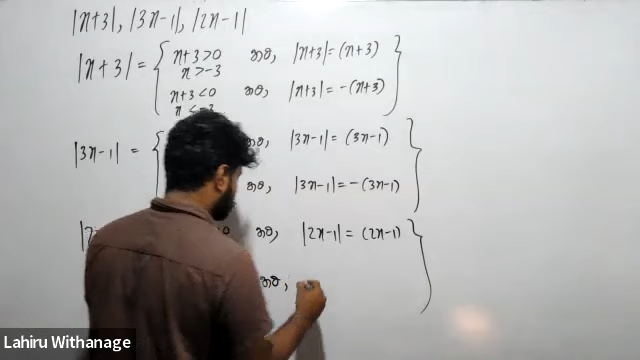 |x+3|, |3x-1|, |2x-1|
|x+3| = { x+3>0 නම්, |x+3| = (x+3) }
x>-3
x+3<0 නම්, |x+3| = -(x+3)
x<-3
|3x-1| = { නම්, |3x-1| = (3x-1) }
නම්, |3x-1| = -(3x-1)
නම්, |2x-1| = (2x-1) }
නම්,
Lahiru Withanage